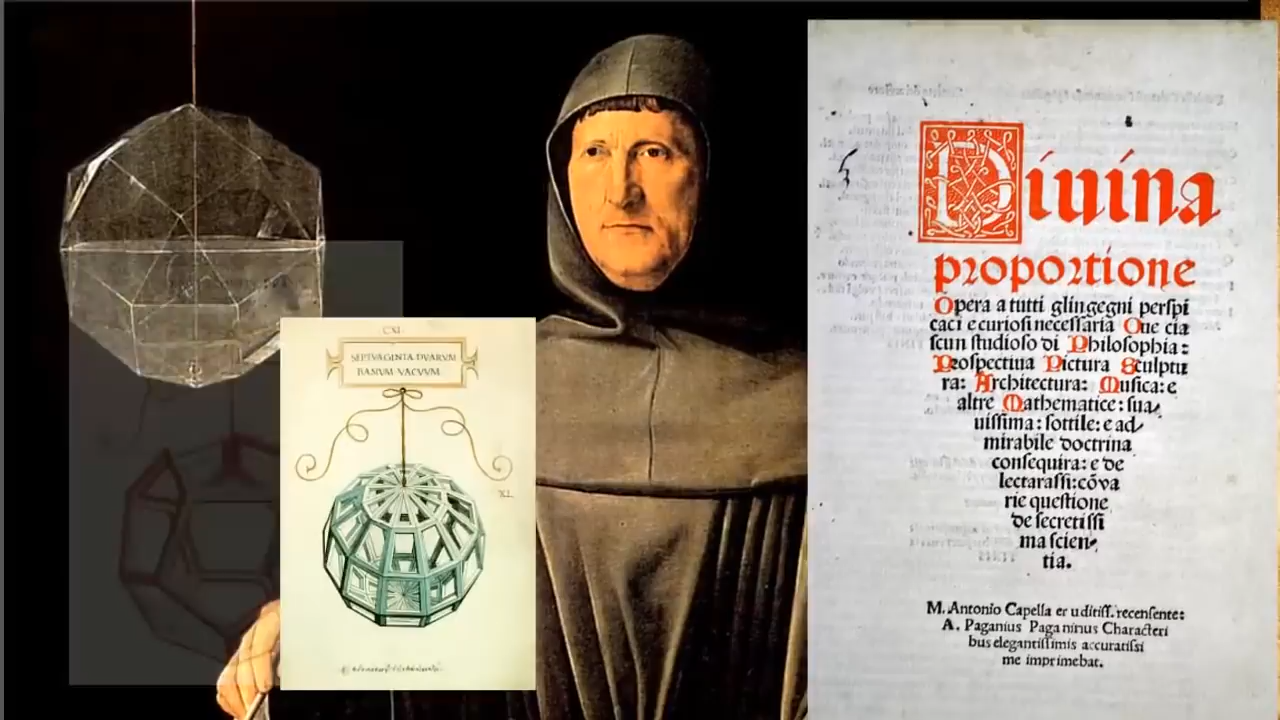 CXI
SEPTVAGINTA DVARVM
BASIVM VACVVM
XL
Diuina
proportione
Opera a tutti glingegni perspi
caci e curiosi necessaria Oue cia
scun studioso di Philosophia:
Prospectiua Pictura Sculptu
ra: Architectura: Musica: e
altre Mathematice: sua
uissima: sottile: e ad
mirabile doctrina
consequira: e de
lectarassi: cõ va
rie questione
de secretissi
ma scien
tia.
M. Antonio Capella eruditiss. recensente:
A. Paganius Paganinus Characteri
bus elegantissimis accuratissi
me imprimebat.